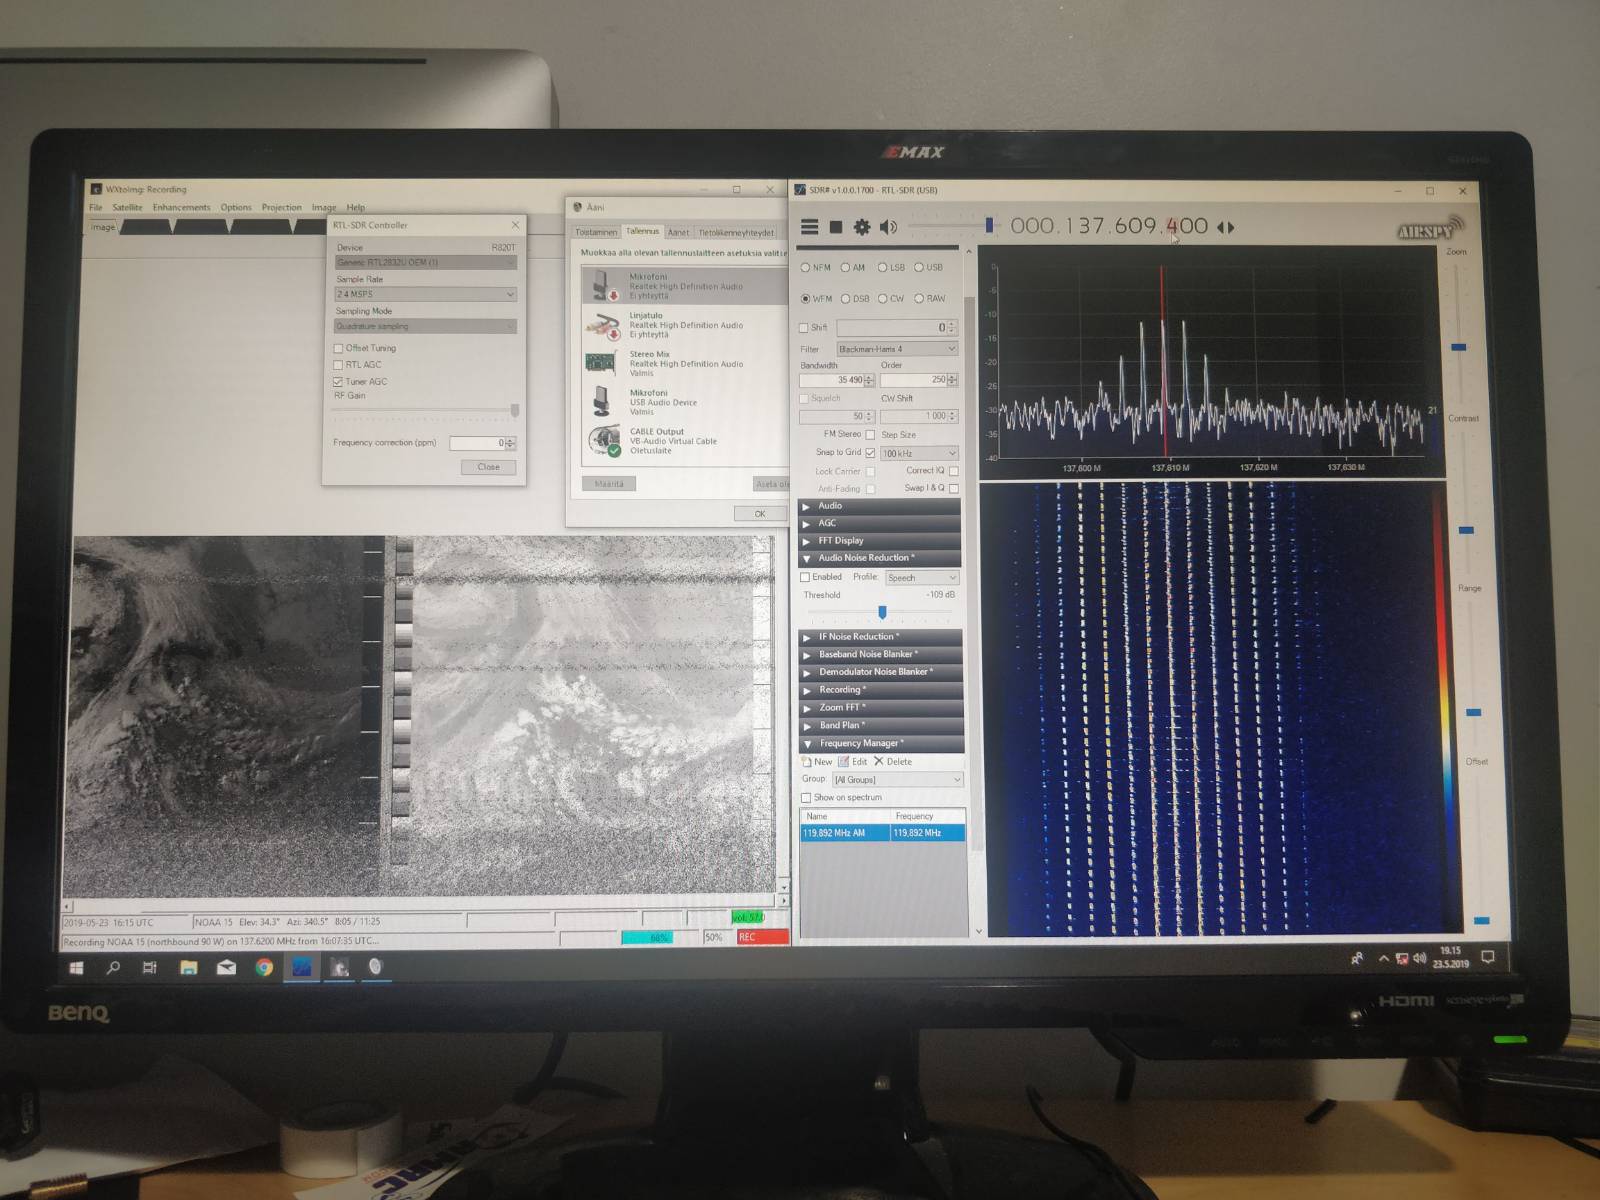 EMAX
WXtoImg: Recording
File Satellite Enhancements Options Projection Image Help
Image
RTL-SDR Controller
Device R820T
Generic RTL2832U OEM (1)
Sample Rate
2.4 MSPS
Sampling Mode
Quadrature sampling
Offset Tuning
RTL AGC
Tuner AGC
RF Gain
Frequency correction (ppm) 0
Close
Ääni
Toistaminen Tallennus Äänet Tietoliikenneyhteydet
Muokkaa alla olevan tallennuslaitteen asetuksia valitse
Mikrofoni
Realtek High Definition Audio
Ei yhteyttä
Linjatulo
Realtek High Definition Audio
Ei yhteyttä
Stereo Mix
Realtek High Definition Audio
Valmis
Mikrofoni
USB Audio Device
Valmis
CABLE Output
VB-Audio Virtual Cable
Oletuslaite
Määritä Aseta ole
OK
2019-05-23 16:15 UTC NOAA 15 Elev: 34.3° Azi: 340.5° 8:05 / 11:25 vol: 57.0
Recording NOAA 15 (northbound 90 W) on 137.6200 MHz from 16:07:35 UTC... 68% 50% REC
SDR# v1.0.0.1700 - RTL-SDR (USB)
000.137.609.400
AIRSPY
NFM AM LSB USB
WFM DSB CW RAW
Shift 0
Filter Blackman-Harris 4
Bandwidth Order
35 490 250
Squelch CW Shift
50 1 000
FM Stereo Step Size
Snap to Grid 100 kHz
Lock Carrier Correct IQ
Anti-Fading Swap I & Q
Audio
AGC
FFT Display
Audio Noise Reduction *
Enabled Profile: Speech
Threshold -109 dB
IF Noise Reduction *
Baseband Noise Blanker *
Demodulator Noise Blanker *
Recording *
Zoom FFT *
Band Plan *
Frequency Manager *
New Edit Delete
Group: [All Groups]
Show on spectrum
Name Frequency
119,892 MHz AM 119,892 MHz
0
-5
-10
-15
-20
-25
-30
-35
-40
21
137,600 M 137,610 M 137,620 M 137,630 M
Zoom
Contrast
Range
Offset
19.15
23.5.2019
BenQ
HDMI senseye